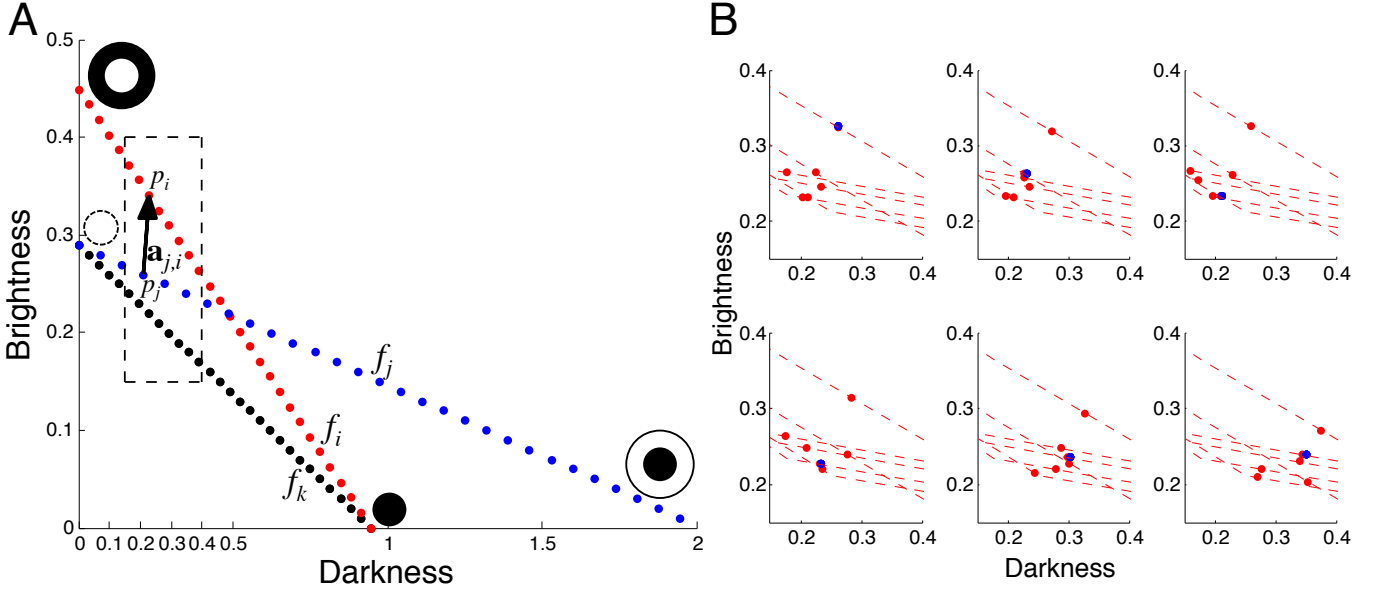 A
B
Brightness
0.5
0.4
0.3
0.2
0.1
0
p_i
a_{j,i}
p_j
f_j
f_i
f_k
0 0.1 0.2 0.3 0.4 0.5 1 1.5 2
Darkness
Brightness
0.4 0.4 0.4
0.3 0.3 0.3
0.2 0.2 0.2
0.2 0.3 0.4 0.2 0.3 0.4 0.2 0.3 0.4
0.4 0.4 0.4
0.3 0.3 0.3
0.2 0.2 0.2
0.2 0.3 0.4 0.2 0.3 0.4 0.2 0.3 0.4
Darkness